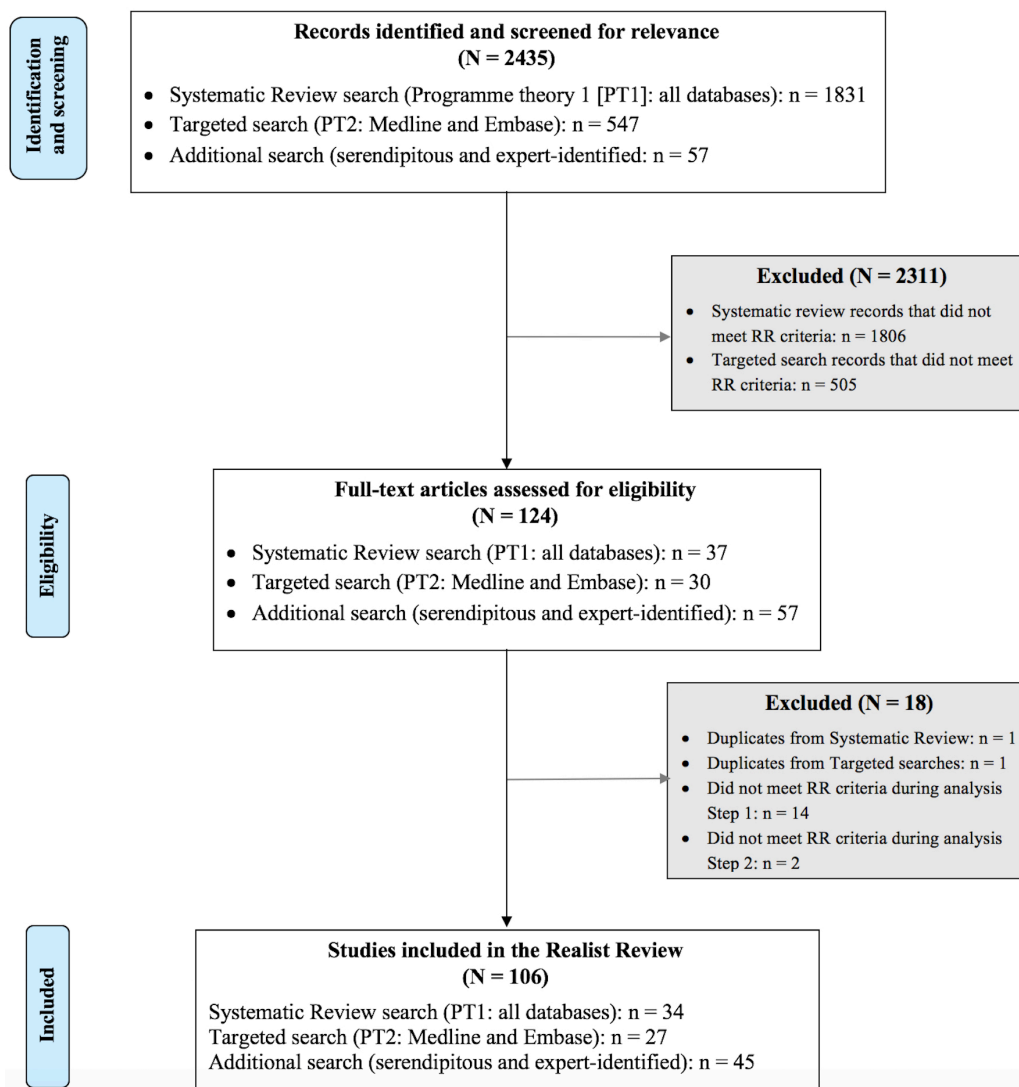 Identification
and screening
Records identified and screened for relevance
(N = 2435)
• Systematic Review search (Programme theory 1 [PT1]: all databases): n = 1831
• Targeted search (PT2: Medline and Embase): n = 547
• Additional search (serendipitous and expert-identified: n = 57
Excluded (N = 2311)
• Systematic review records that did not
meet RR criteria: n = 1806
• Targeted search records that did not meet
RR criteria: n = 505
Eligibility
Full-text articles assessed for eligibility
(N = 124)
• Systematic Review search (PT1: all databases): n = 37
• Targeted search (PT2: Medline and Embase): n = 30
• Additional search (serendipitous and expert-identified): n = 57
Excluded (N = 18)
• Duplicates from Systematic Review: n = 1
• Duplicates from Targeted searches: n = 1
• Did not meet RR criteria during analysis
Step 1: n = 14
• Did not meet RR criteria during analysis
Step 2: n = 2
Included
Studies included in the Realist Review
(N = 106)
Systematic Review search (PT1: all databases): n = 34
Targeted search (PT2: Medline and Embase): n = 27
Additional search (serendipitous and expert-identified): n = 45